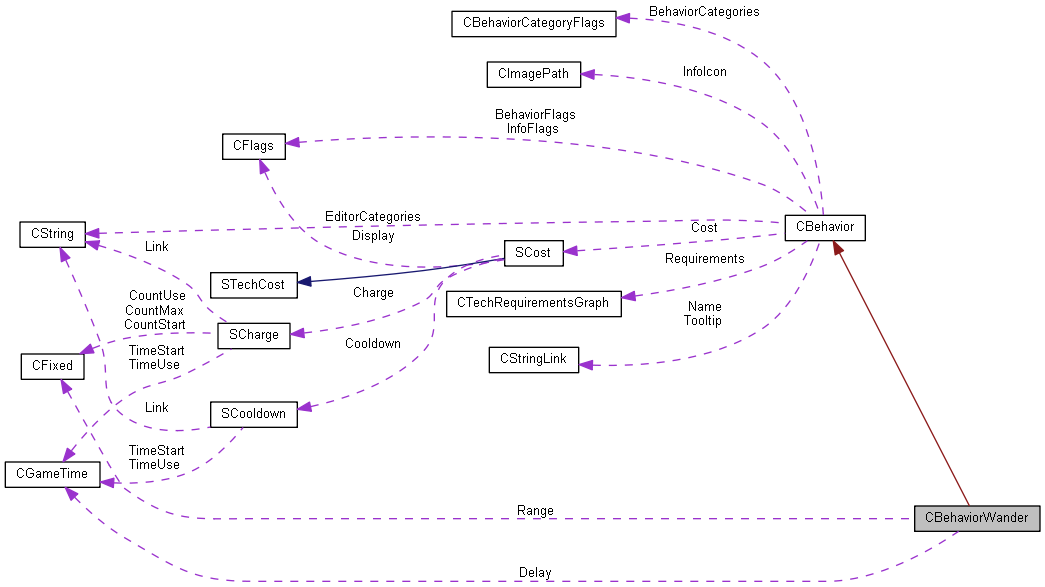 BehaviorCategories
CBehaviorCategoryFlags
InfoIcon
CImagePath
BehaviorFlags
InfoFlags
CFlags
EditorCategories
CBehavior
CString
Cost
Display
Link
SCost
Requirements
STechCost
Charge
CountUse
CountMax
CountStart
CTechRequirementsGraph
Name
Tooltip
SCharge
Cooldown
TimeStart
TimeUse
CStringLink
CFixed
Link
SCooldown
TimeStart
TimeUse
CGameTime
Range
CBehaviorWander
Delay